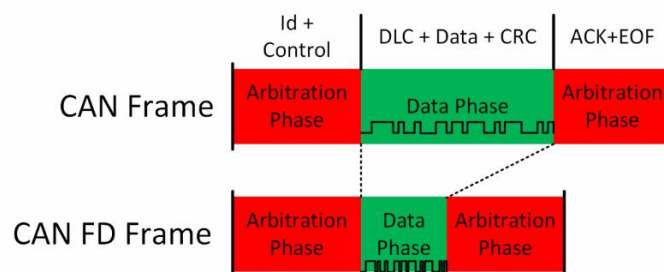 Id +
Control
DLC + Data + CRC
ACK+EOF
CAN Frame
Arbitration
Phase
Data Phase
Arbitration
Phase
CAN FD Frame
Arbitration
Phase
Data
Phase
Arbitration
Phase